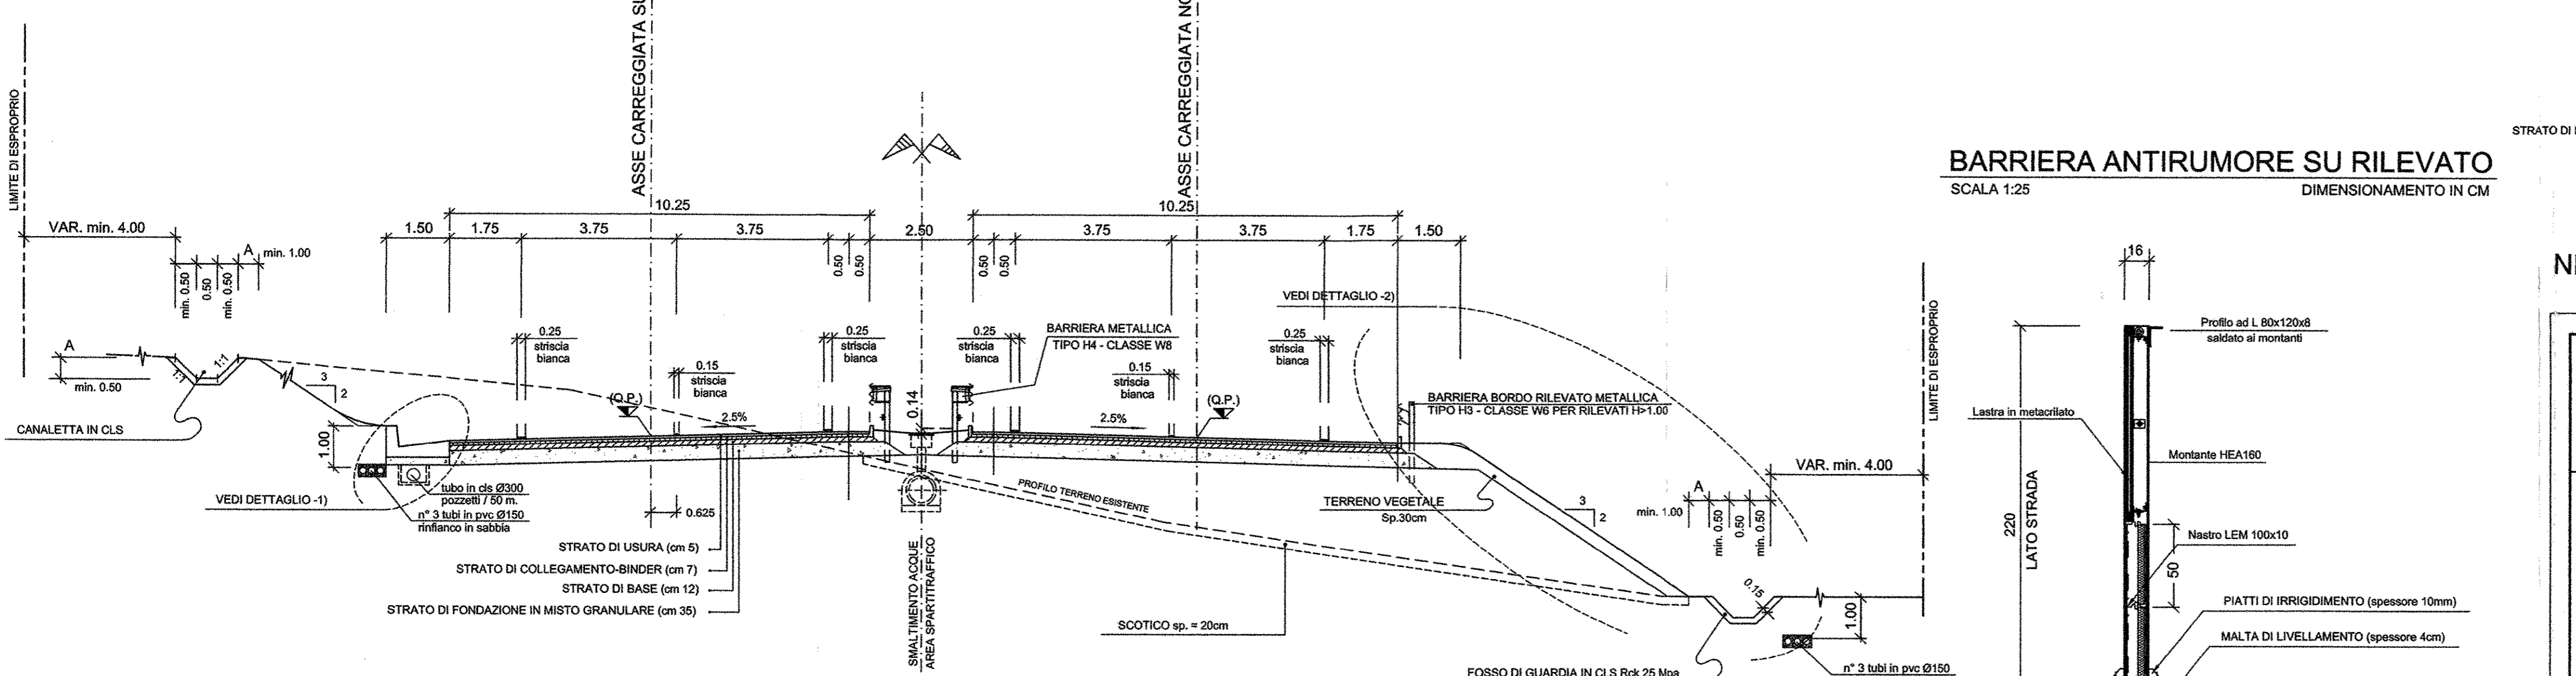 LIMITE DI ESPROPRIO
ASSE CARREGGIATA
ASSE CARREGGIATA
STRATO DI
BARRIERA ANTIRUMORE SU RILEVATO
SCALA 1:25
DIMENSIONAMENTO IN CM
10.25
10.25
VAR. min. 4.00
1.50
1.75
3.75
3.75
2.50
3.75
3.75
1.75
1.50
A
min. 1.00
min. 0.50
0.50
min. 0.50
0.50
0.50
0.50
0.50
16
VEDI DETTAGLIO -2)
LIMITE DI ESPROPRIO
0.25
striscia
bianca
0.25
striscia
bianca
0.25
striscia
bianca
BARRIERA METALLICA
TIPO H4 - CLASSE W8
0.25
striscia
bianca
Profilo ad L 80x120x8
saldato ai montanti
A
min. 0.50
1:1
1:1
3
2
0.15
striscia
bianca
0.15
striscia
bianca
(Q.P.)
2.5%
0.14
2.5%
(Q.P.)
BARRIERA BORDO RILEVATO METALLICA
TIPO H3 - CLASSE W6 PER RILEVATI H>1.00
Lastra in metacrilato
CANALETTA IN CLS
1.00
Montante HEA160
VAR. min. 4.00
tubo in cls Ø300
pozzetti / 50 m.
n° 3 tubi in pvc Ø150
rinfianco in sabbia
VEDI DETTAGLIO -1)
0.625
PROFILO TERRENO ESISTENTE
TERRENO VEGETALE
Sp.30cm
3
2
A
min. 1.00
min. 0.50
0.50
min. 0.50
220
LATO STRADA
Nastro LEM 100x10
50
STRATO DI USURA (cm 5)
STRATO DI COLLEGAMENTO-BINDER (cm 7)
STRATO DI BASE (cm 12)
STRATO DI FONDAZIONE IN MISTO GRANULARE (cm 35)
SMALTIMENTO ACQUE
AREA SPARTITRAFFICO
SCOTICO sp. = 20cm
0.15
1.00
PIATTI DI IRRIGIDIMENTO (spessore 10mm)
MALTA DI LIVELLAMENTO (spessore 4cm)
FOSSO DI GUARDIA IN CLS Rck 25 Mpa
n° 3 tubi in pvc Ø150